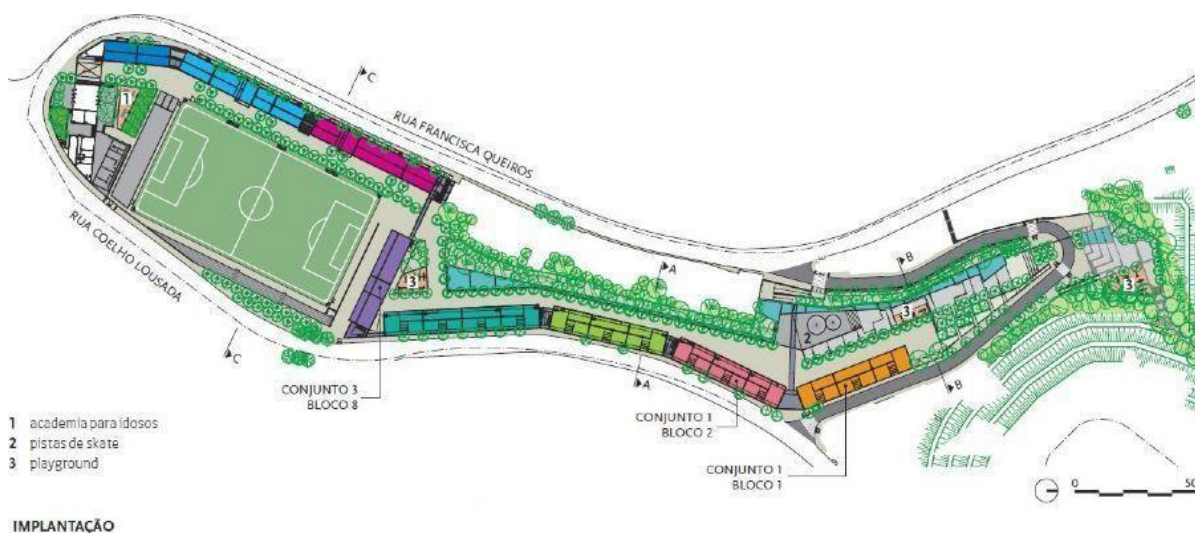 C
RUA FRANCISCA QUEIROS
1
RUA COELHO LOUSADA
3
A
B
3
3
2
C
A
B
CONJUNTO 3
BLOCO 8
CONJUNTO 1
BLOCO 2
CONJUNTO 1
BLOCO 1
1 academia para idosos
2 pistas de skate
3 playground
0 50
IMPLANTAÇÃO